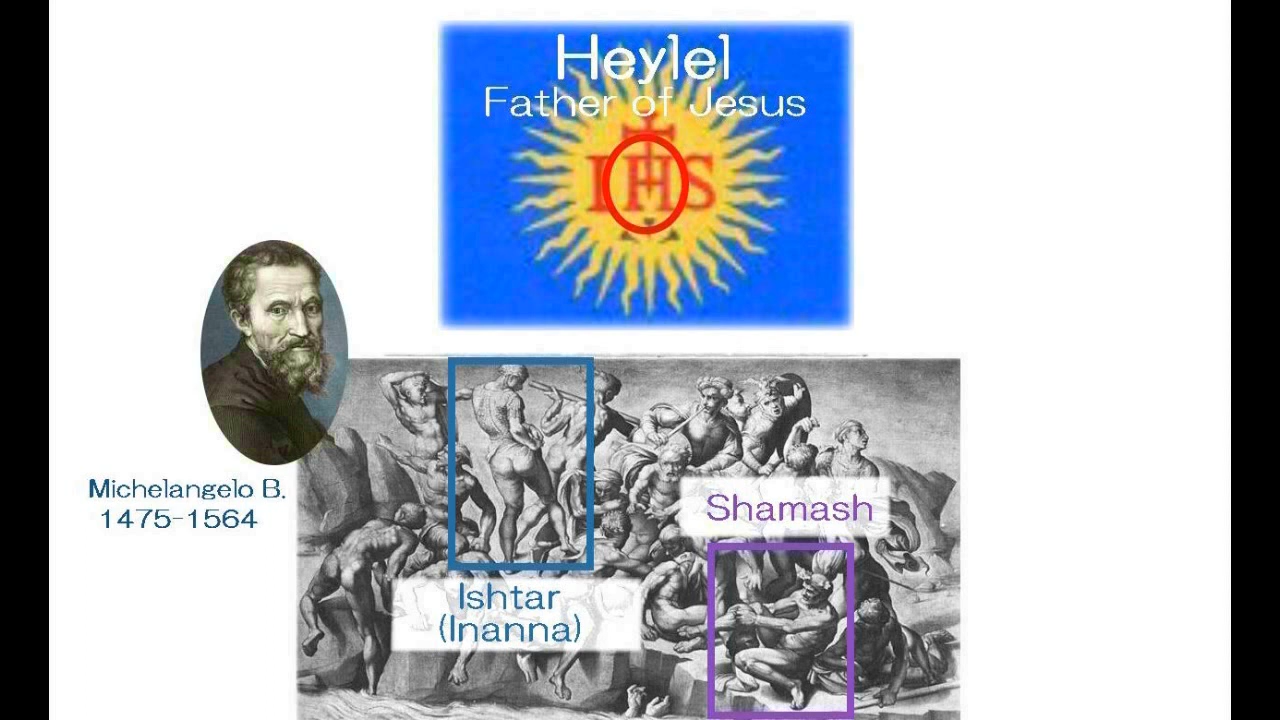 Heylel
Father of Jesus
IHS
Michelangelo B.
1475-1564
Shamash
Ishtar
(Inanna)